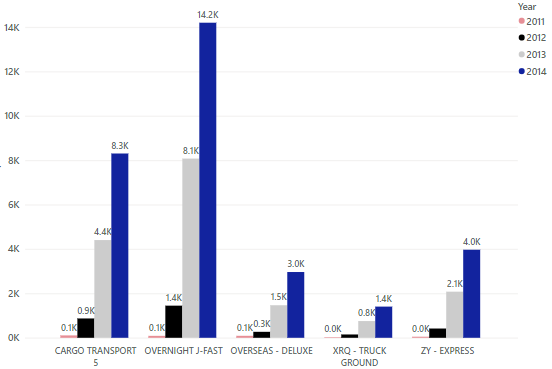 Year
2011
2012
2013
2014
14K
12K
10K
8K
6K
4K
2K
0K
0.1K
0.9K
4.4K
8.3K
0.1K
1.4K
8.1K
14.2K
0.1K
0.3K
1.5K
3.0K
0.0K
0.8K
1.4K
0.0K
2.1K
4.0K
CARGO TRANSPORT
5
OVERNIGHT J-FAST
OVERSEAS - DELUXE
XRQ - TRUCK
GROUND
ZY - EXPRESS